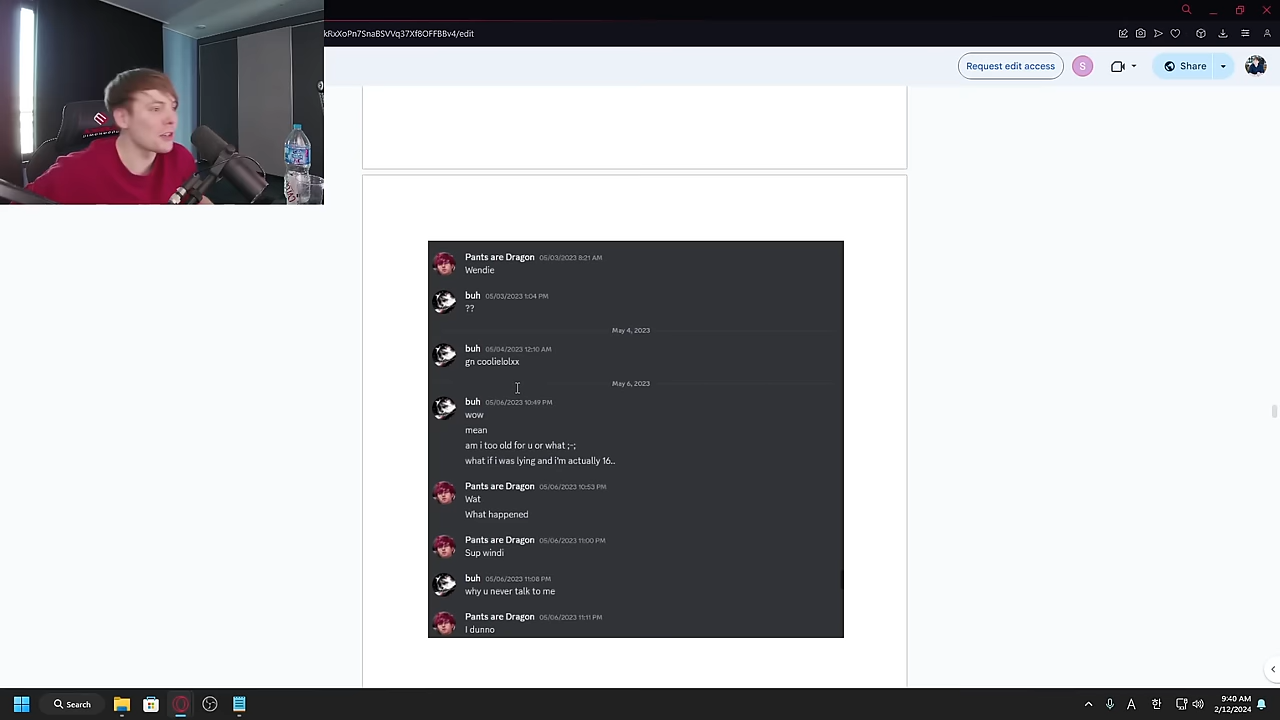 kRxXoPn7SnaBSVVq37Xf8OFFBBv4/edit
Request edit access
S
Share
Pants are Dragon 05/03/2023 8:21 AM
Wendie
buh 05/03/2023 1:04 PM
??
May 4, 2023
buh 05/04/2023 12:10 AM
gn coolielolxx
May 6, 2023
buh 05/06/2023 10:49 PM
wow
mean
am i too old for u or what ;-;
what if i was lying and i'm actually 16..
Pants are Dragon 05/06/2023 10:53 PM
Wat
What happened
Pants are Dragon 05/06/2023 11:00 PM
Sup windi
buh 05/06/2023 11:08 PM
why u never talk to me
Pants are Dragon 05/06/2023 11:11 PM
I dunno
Search
9:40 AM
2/12/2024